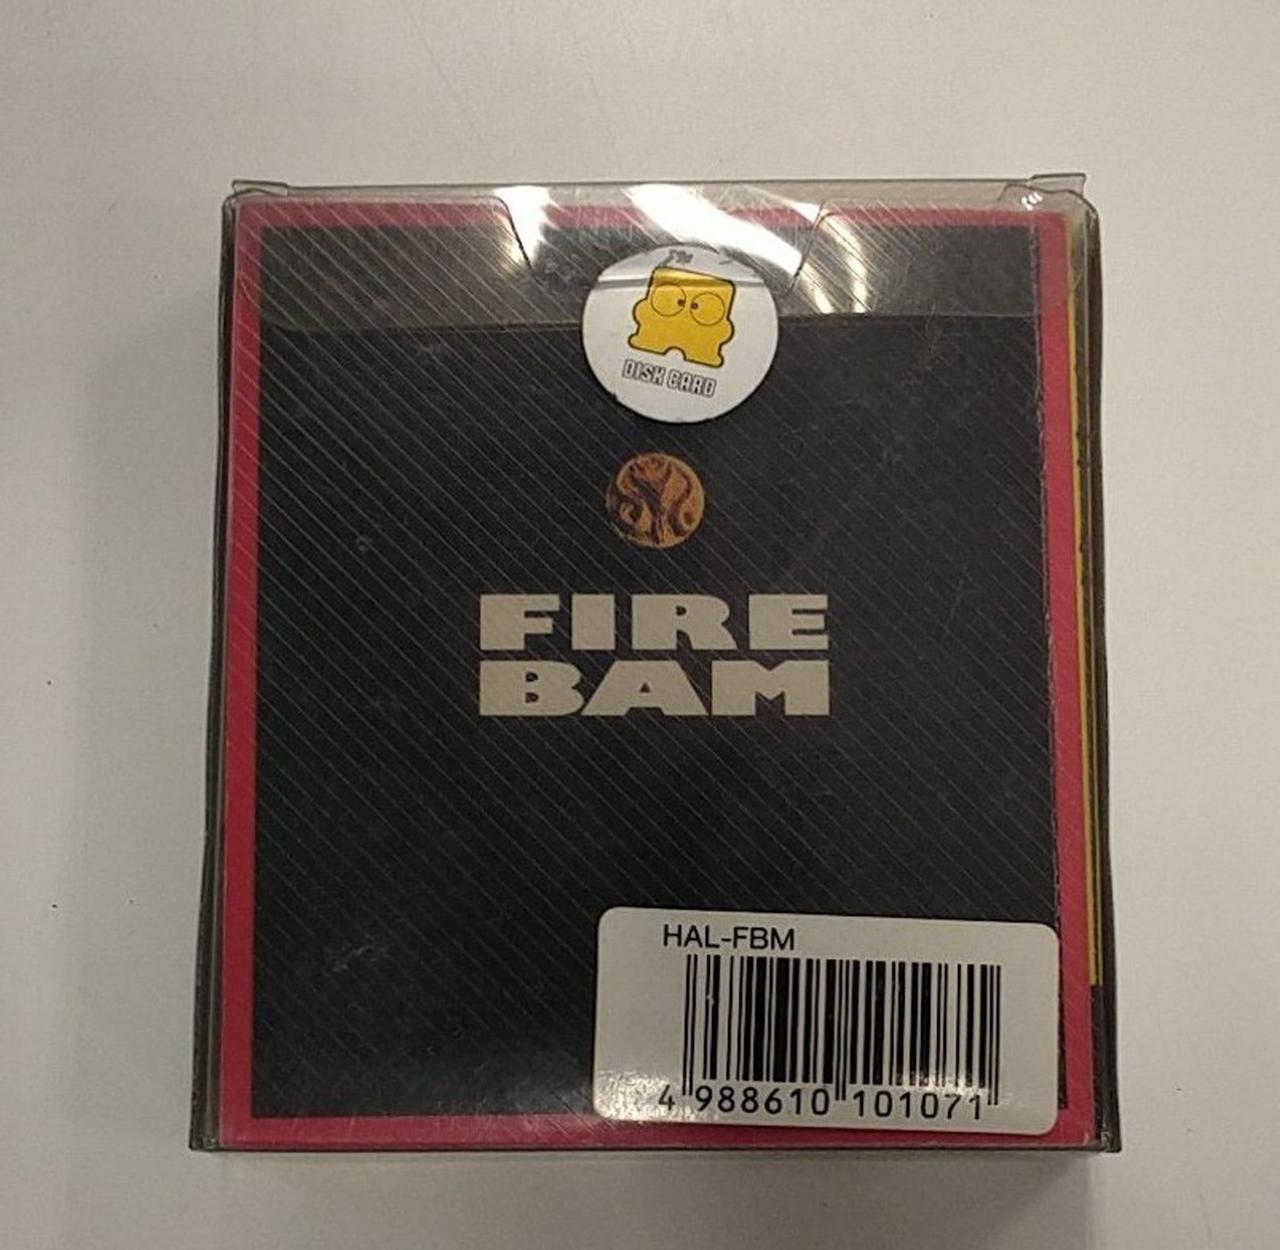 DISK CARD
FIRE
BAM
HAL-FBM
4 988610 101071